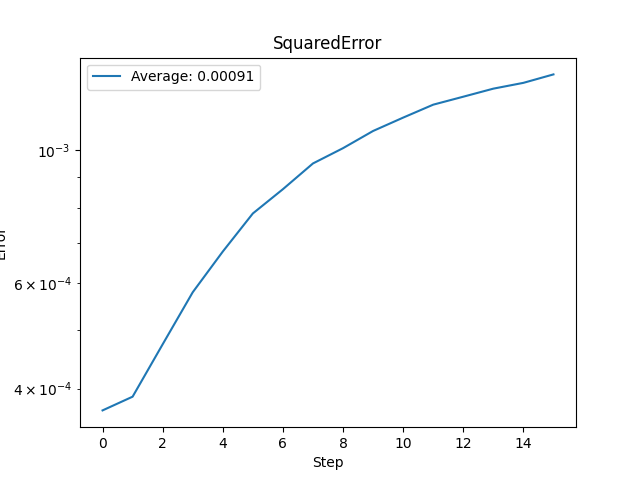 SquaredError
Average: 0.00091
10⁻³
6 × 10⁻⁴
4 × 10⁻⁴
Error
0 2 4 6 8 10 12 14
Step